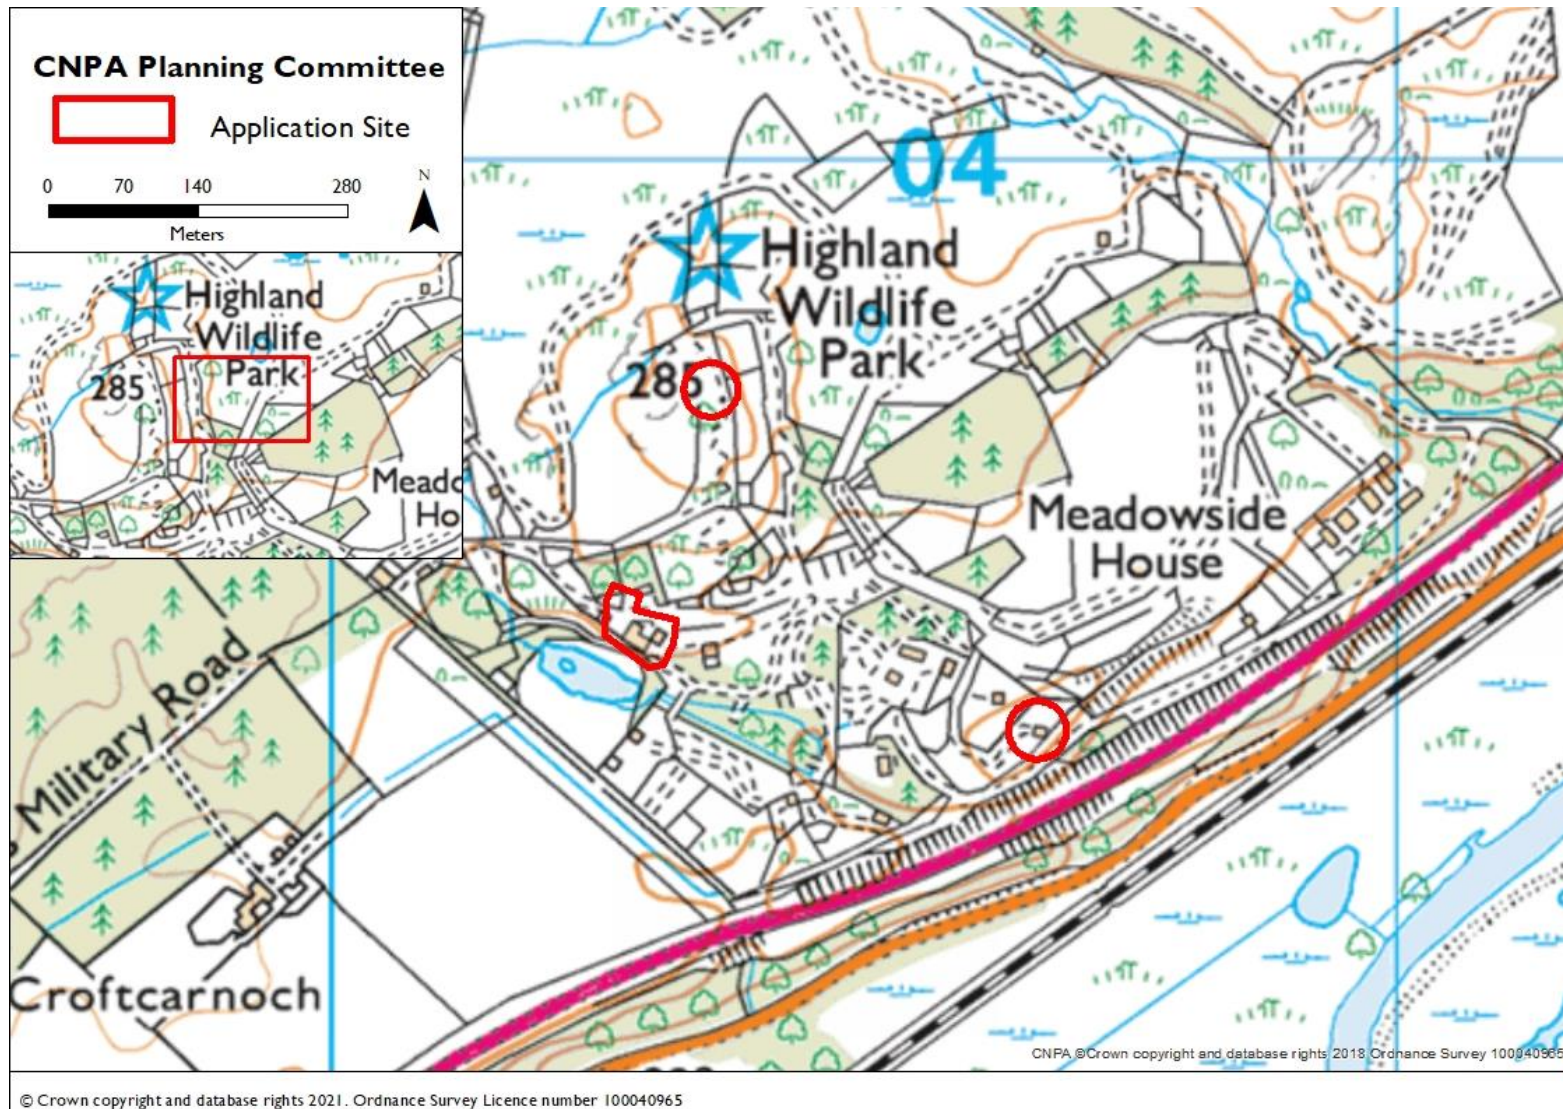 CNPA Planning Committee
Application Site
0 70 140 280
Meters
N
Highland
Wildlife
Park
285
Meado
Ho
04
Highland
Wildlife
Park
285
Meadowside
House
Military Road
Croftcarnoch
CNPA ©Crown copyright and database rights 2018 Ordnance Survey 100040965
© Crown copyright and database rights 2021. Ordnance Survey Licence number 100040965